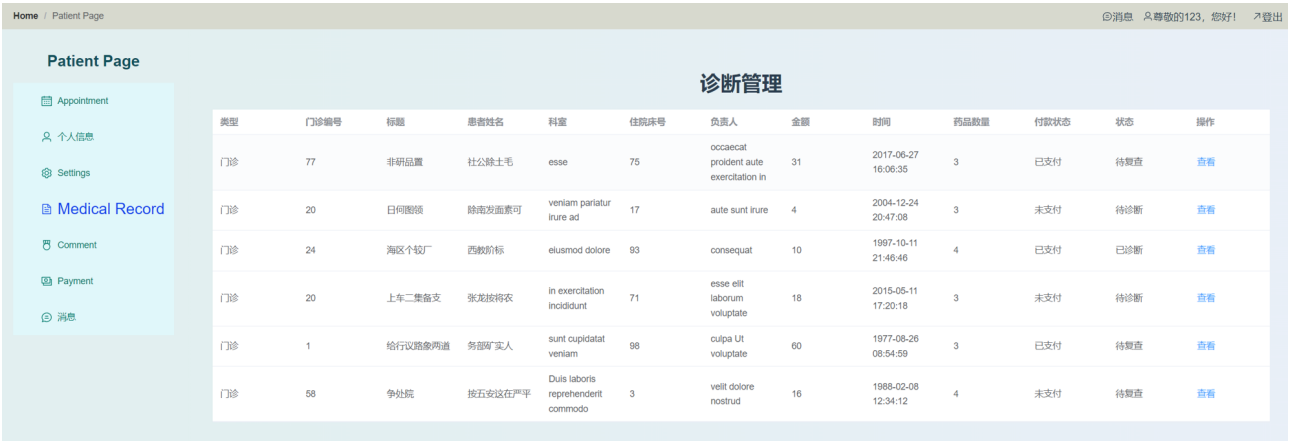 Home / Patient Page
消息 尊敬的123，您好! 登出
Patient Page
Appointment
个人信息
Settings
Medical Record
Comment
Payment
消息
诊断管理
类型 门诊编号 标题 患者姓名 科室 住院床号 负责人 金额 时间 药品数量 付款状态 状态 操作
门诊 77 非研品置 社公除土毛 esse 75 occaecat proident aute exercitation in 31 2017-06-27 16:06:35 3 已支付 待复查 查看
门诊 20 日何图领 除南发面素可 veniam pariatur irure ad 17 aute sunt irure 4 2004-12-24 20:47:08 3 未支付 待诊断 查看
门诊 24 海区个较厂 西教阶标 eiusmod dolore 93 consequat 10 1997-10-11 21:46:46 4 已支付 已诊断 查看
门诊 20 上车二集备支 张龙按将农 in exercitation incididunt 71 esse elit laborum voluptate 18 2015-05-11 17:20:18 3 未支付 待诊断 查看
门诊 1 给行议路象两道 务部矿实人 sunt cupidatat veniam 98 culpa Ut voluptate 60 1977-08-26 08:54:59 3 已支付 待复查 查看
门诊 58 争处院 按五安这在严平 Duis laboris reprehenderit commodo 3 velit dolore nostrud 16 1988-02-08 12:34:12 4 未支付 待复查 查看